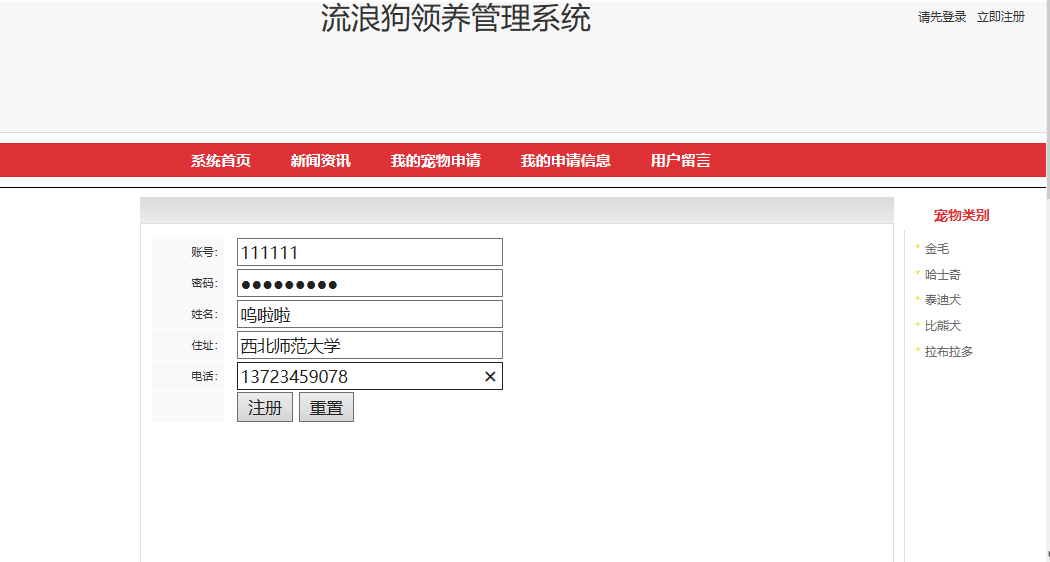 流浪狗领养管理系统
请先登录 立即注册
系统首页 新闻资讯 我的宠物申请 我的申请信息 用户留言
账号： 111111
密码： ●●●●●●●●●
姓名： 呜啦啦
住址： 西北师范大学
电话： 13723459078 ✕
注册 重置
宠物类别
金毛
哈士奇
泰迪犬
比熊犬
拉布拉多